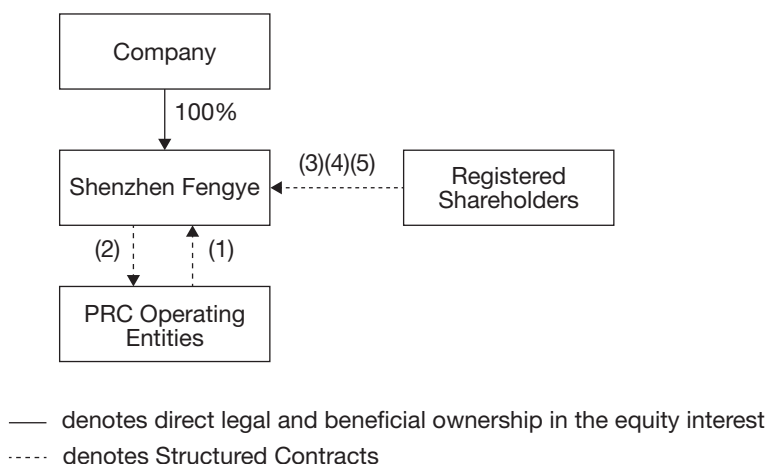 Company
100%
Shenzhen Fengye
(3)(4)(5)
Registered
Shareholders
(2)
(1)
PRC Operating
Entities
denotes direct legal and beneficial ownership in the equity interest
denotes Structured Contracts